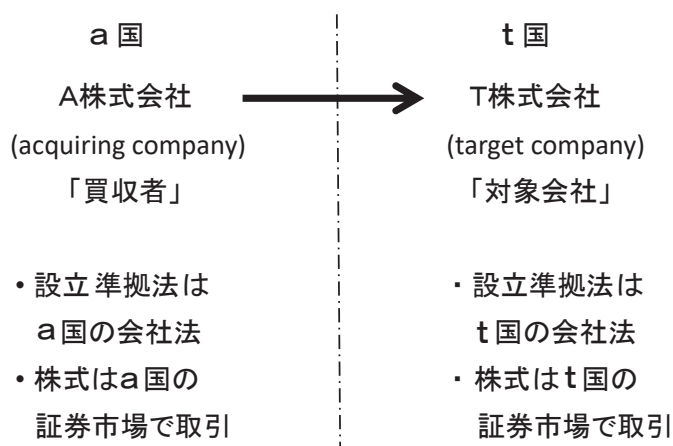 a国
A株式会社
(acquiring company)
「買収者」
・設立準拠法は
a国の会社法
・株式はa国の
証券市場で取引
t国
T株式会社
(target company)
「対象会社」
・設立準拠法は
t国の会社法
・株式はt国の
証券市場で取引